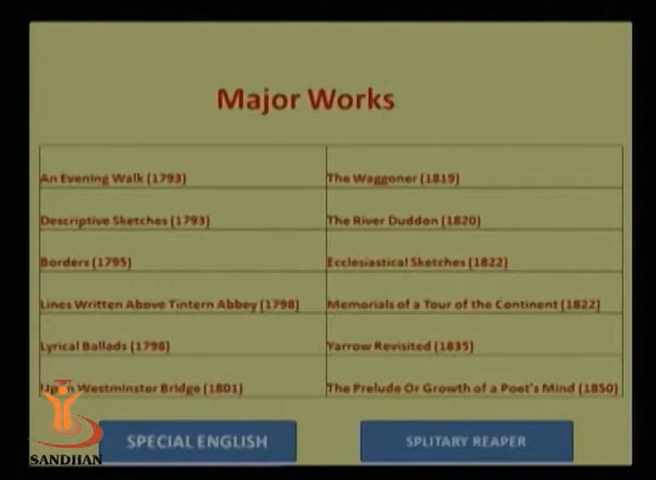 Major Works
An Evening Walk (1793)
The Waggoner (1819)
Descriptive Sketches (1793)
The River Duddon (1820)
Borders (1795)
Ecclesiastical Sketches (1822)
Lines Written Above Tintern Abbey (1798)
Memorials of a Tour of the Continent (1822)
Lyrical Ballads (1798)
Yarrow Revisited (1835)
Upon Westminster Bridge (1801)
The Prelude Or Growth of a Poet's Mind (1850)
SPECIAL ENGLISH
SPLITARY REAPER
SANDHAN